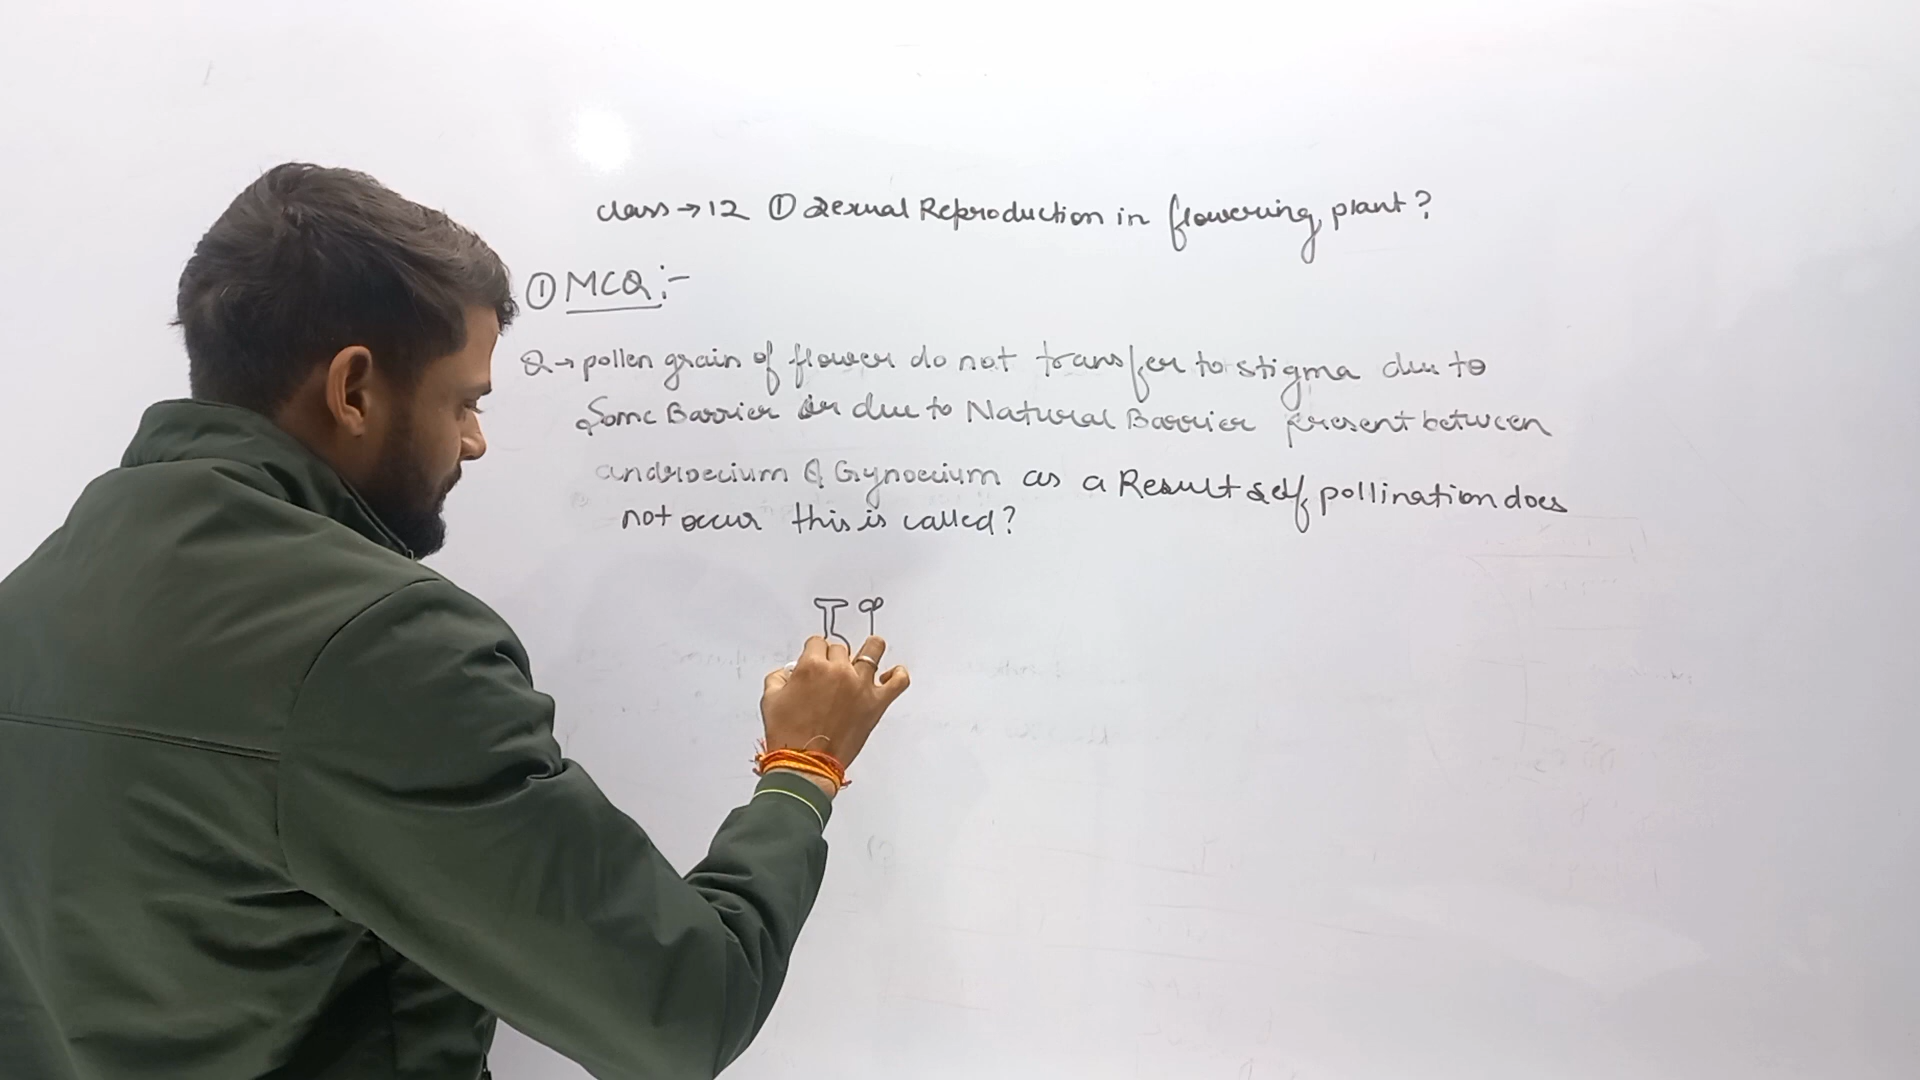 class → 12 ① Sexual Reproduction in flowering plant?
① MCQ :-
Q → pollen grain of flower do not transfer to stigma due to
Some Barrier or due to Natural Barrier present between
androecium & Gynoecium as a Result self pollination does
not occur this is called?